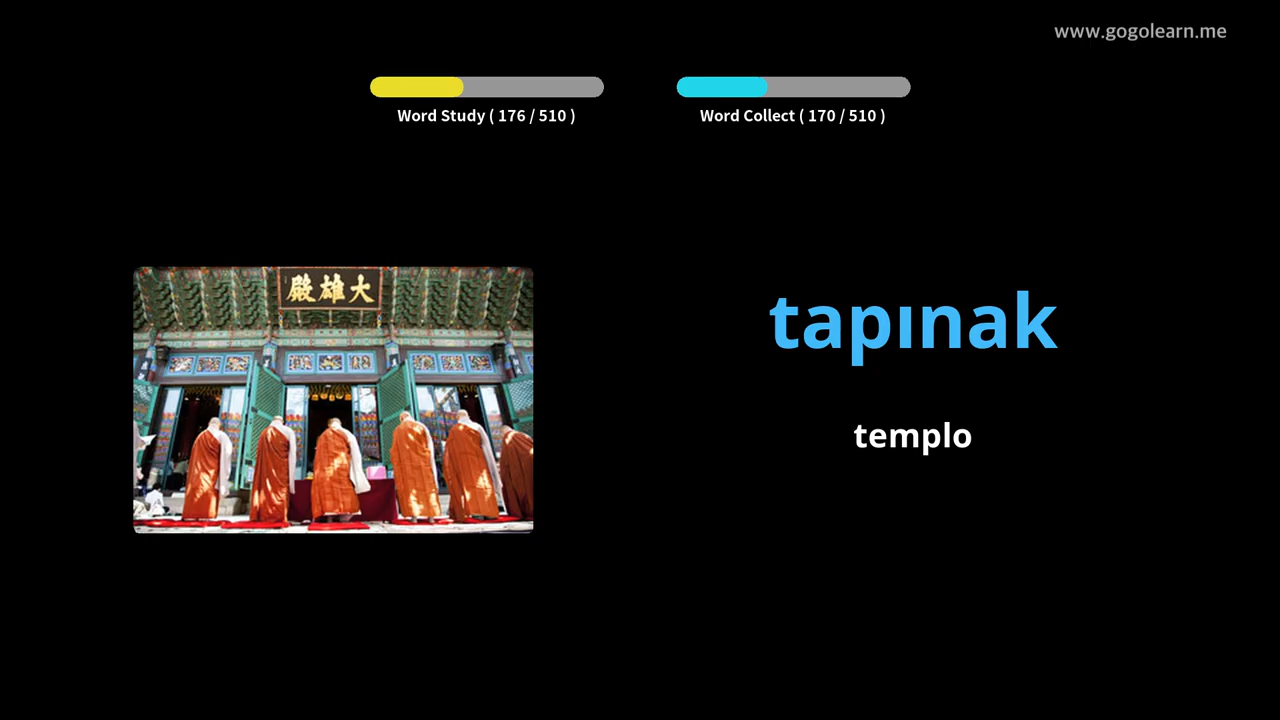 www.gogolearn.me
Word Study ( 176 / 510 )
Word Collect ( 170 / 510 )
殿雄大
tapınak
templo